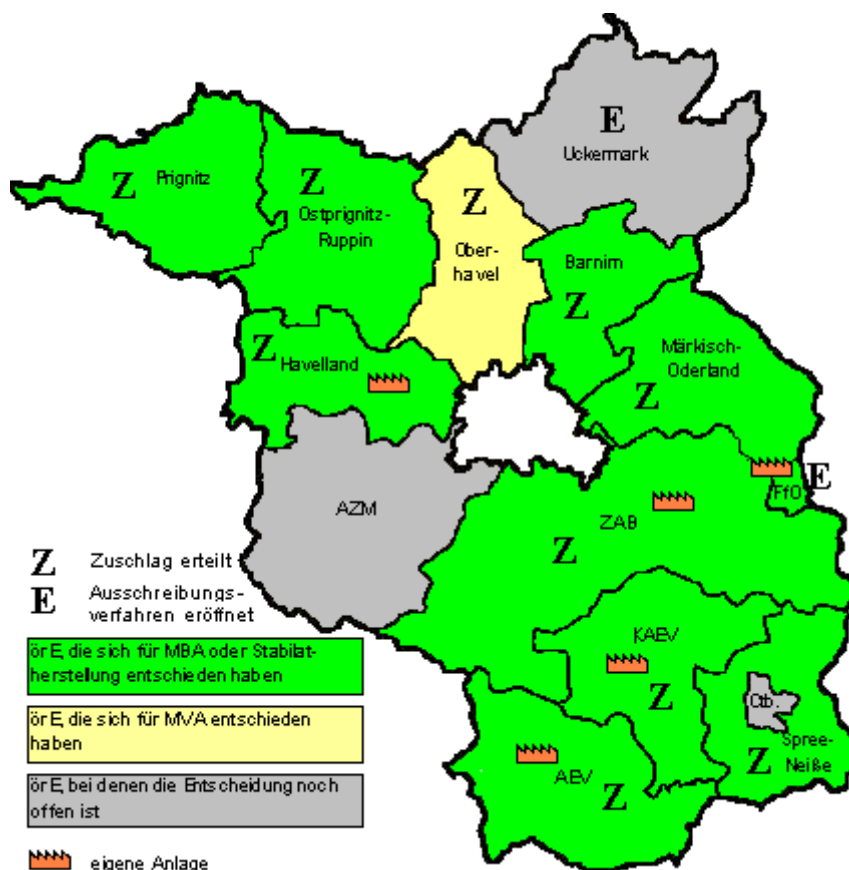 E
Uckermark
Z
Prignitz
Z
Ostprignitz-
Ruppin
Z
Ober-
havel
Barnim
Z
Z
Havelland
Märkisch-
Oderland
Z
E
FfO
AZM
ZAB
Z
KAEV
Z
Ctb.
Spree-
Neiße
Z
AEV
Z
Z Zuschlag erteilt
E Ausschreibungs-
verfahren eröffnet
örE, die sich für MBA oder Stabilat-
herstellung entschieden haben
örE, die sich für MVA entschieden
haben
örE, bei denen die Entscheidung noch
offen ist
eigene Anlage